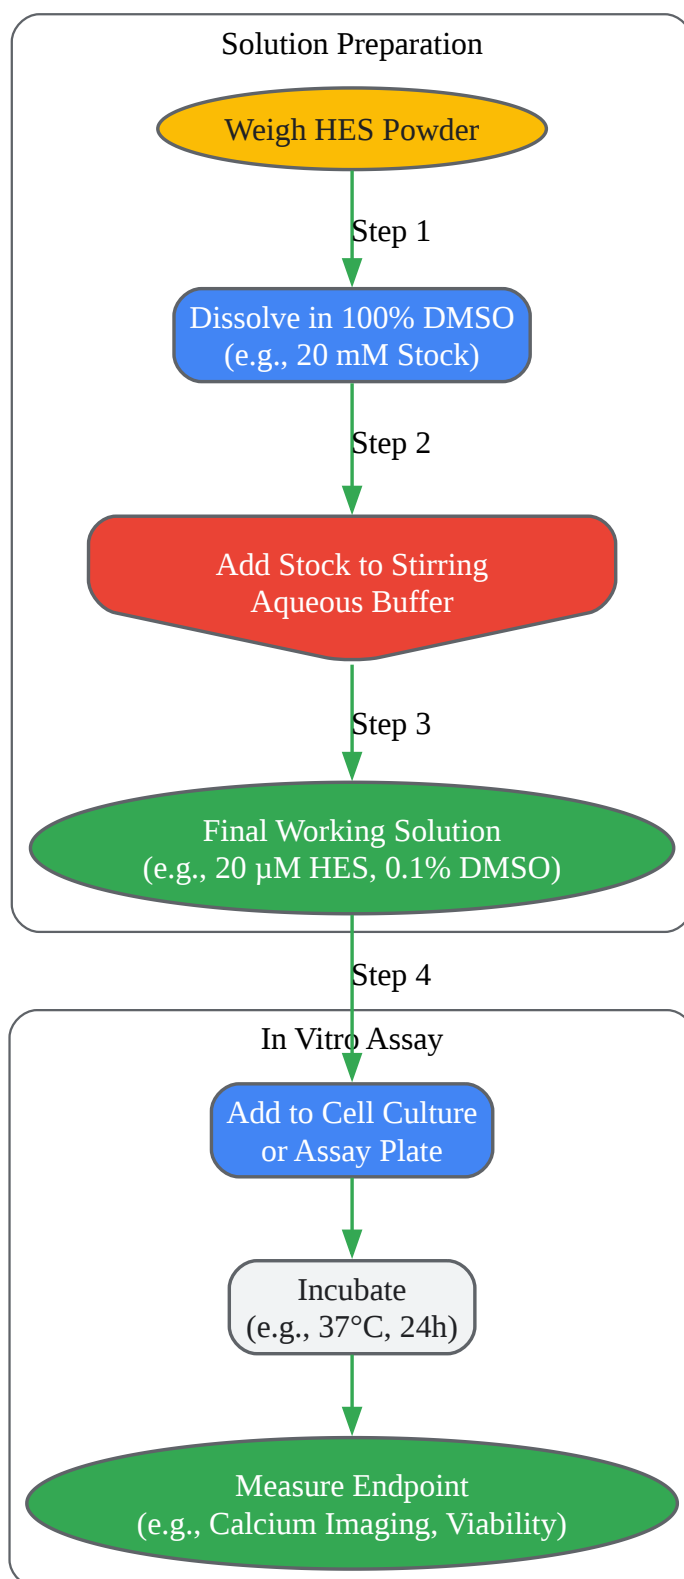 Solution Preparation
Weigh HES Powder
Step 1
Dissolve in 100% DMSO
(e.g., 20 mM Stock)
Step 2
Add Stock to Stirring
Aqueous Buffer
Step 3
Final Working Solution
(e.g., 20 µM HES, 0.1% DMSO)
Step 4
In Vitro Assay
Add to Cell Culture
or Assay Plate
Incubate
(e.g., 37°C, 24h)
Measure Endpoint
(e.g., Calcium Imaging, Viability)